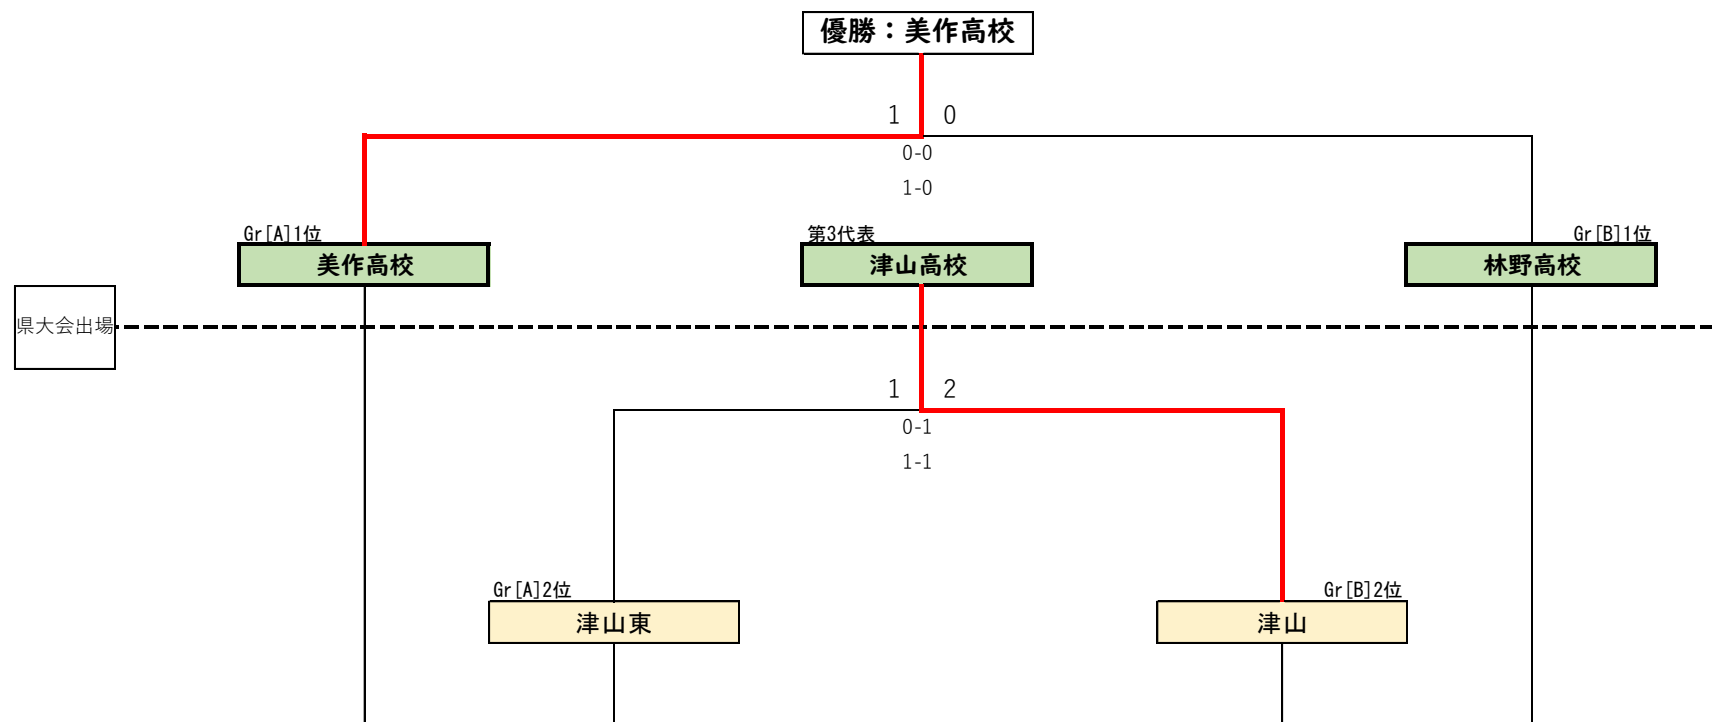 優勝：美作高校
1 0
0-0
1-0
Gr[A]1位
第3代表
Gr[B]1位
美作高校
津山高校
林野高校
県大会出場
1 2
0-1
1-1
Gr[A]2位
Gr[B]2位
津山東
津山